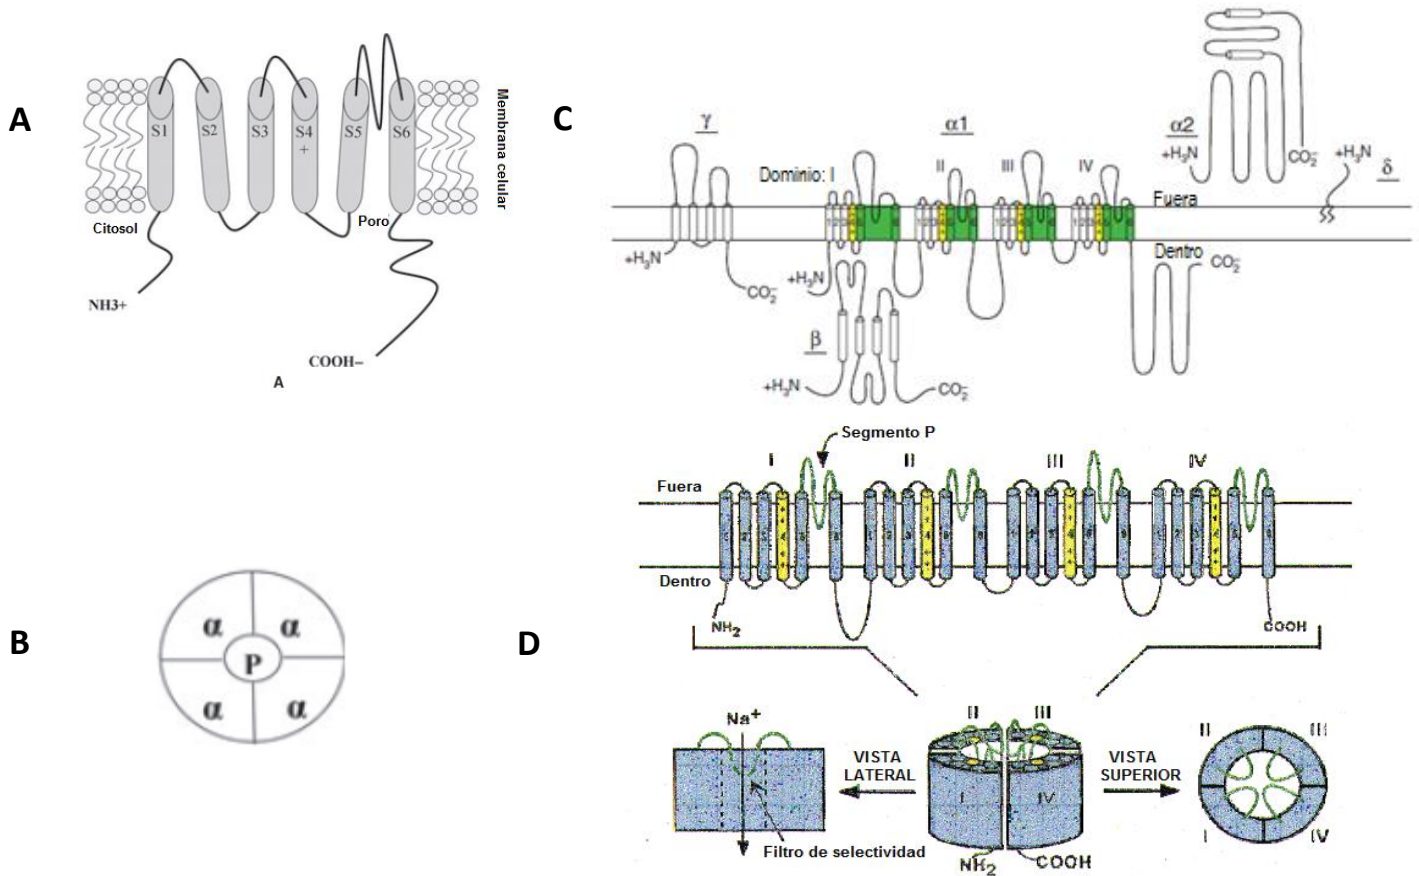 A
S1
S2
S3
S4
+
S5
S6
Membrana celular
Citosol
Poro
NH3+
COOH–
A
B
α
α
P
α
α
C
γ
α1
α2
Dominio: I
II
III
IV
+H₃N
CO₂⁻
+H₃N
δ
Fuera
Dentro
+H₃N
CO₂⁻
+H₃N
CO₂⁻
β
+H₃N
CO₂⁻
D
Segmento P
I
II
III
IV
Fuera
Dentro
NH₂
COOH
Na⁺
Filtro de selectividad
VISTA
LATERAL
II
III
I
IV
NH₂
COOH
VISTA
SUPERIOR
II
III
I
IV